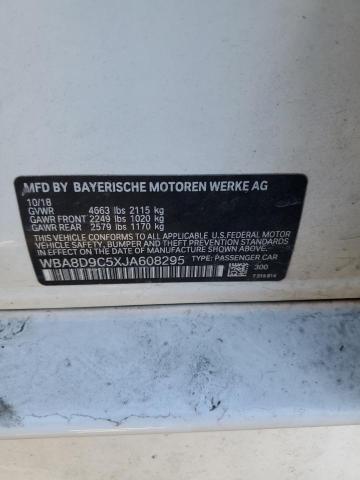 MFD BY BAYERISCHE MOTOREN WERKE AG
10/18
GVWR 4663 lbs 2115 kg
GAWR FRONT 2249 lbs 1020 kg
GAWR REAR 2579 lbs 1170 kg
THIS VEHICLE CONFORMS TO ALL APPLICABLE U.S.FEDERAL MOTOR
VEHICLE SAFETY, BUMPER AND THEFT PREVENTION STANDARDS
IN EFFECT ON THE DATE OF MANUFACTURE SHOWN ABOVE.
WBA8D9C5XJA608295 TYPE: PASSENGER CAR
300